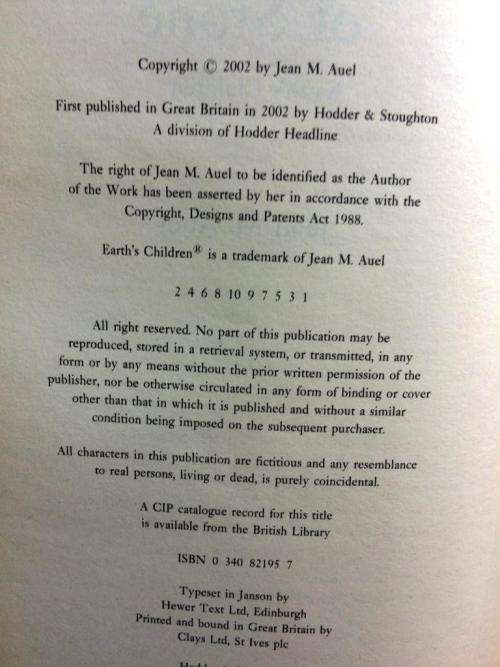 Copyright © 2002 by Jean M. Auel
First published in Great Britain in 2002 by Hodder & Stoughton
A division of Hodder Headline
The right of Jean M. Auel to be identified as the Author
of the Work has been asserted by her in accordance with the
Copyright, Designs and Patents Act 1988.
Earth's Children® is a trademark of Jean M. Auel
2 4 6 8 10 9 7 5 3 1
All right reserved. No part of this publication may be
reproduced, stored in a retrieval system, or transmitted, in any
form or by any means without the prior written permission of the
publisher, nor be otherwise circulated in any form of binding or cover
other than that in which it is published and without a similar
condition being imposed on the subsequent purchaser.
All characters in this publication are fictitious and any resemblance
to real persons, living or dead, is purely coincidental.
A CIP catalogue record for this title
is available from the British Library
ISBN 0 340 82195 7
Typeset in Janson by
Hewer Text Ltd, Edinburgh
Printed and bound in Great Britain by
Clays Ltd, St Ives plc